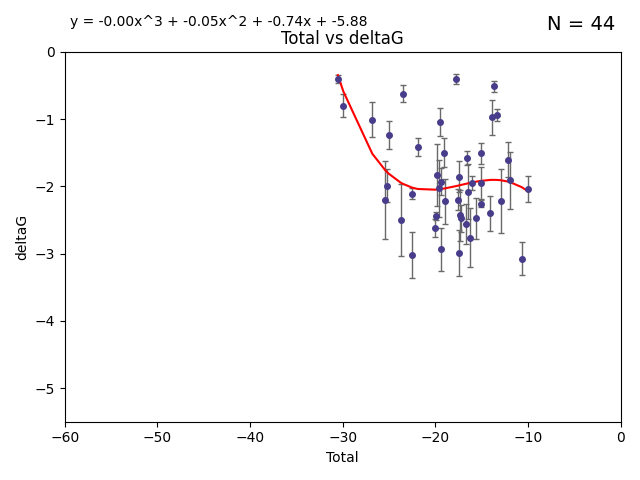 y = -0.00x^3 + -0.05x^2 + -0.74x + -5.88
N = 44
Total vs deltaG
deltaG
0
−1
−2
−3
−4
−5
−60 −50 −40 −30 −20 −10 0
Total